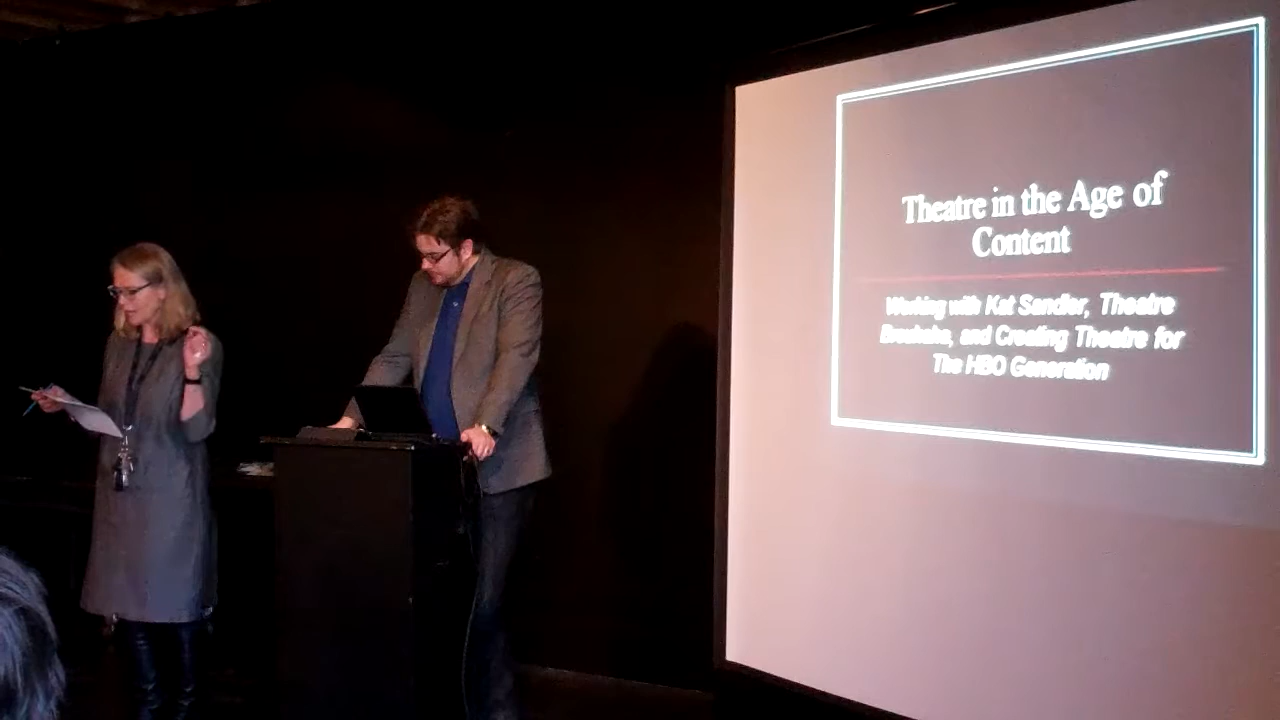 Theatre in the Age of
Content
Working with Kat Sandler, Theatre
Brouhaha, and Creating Theatre for
The HBO Generation